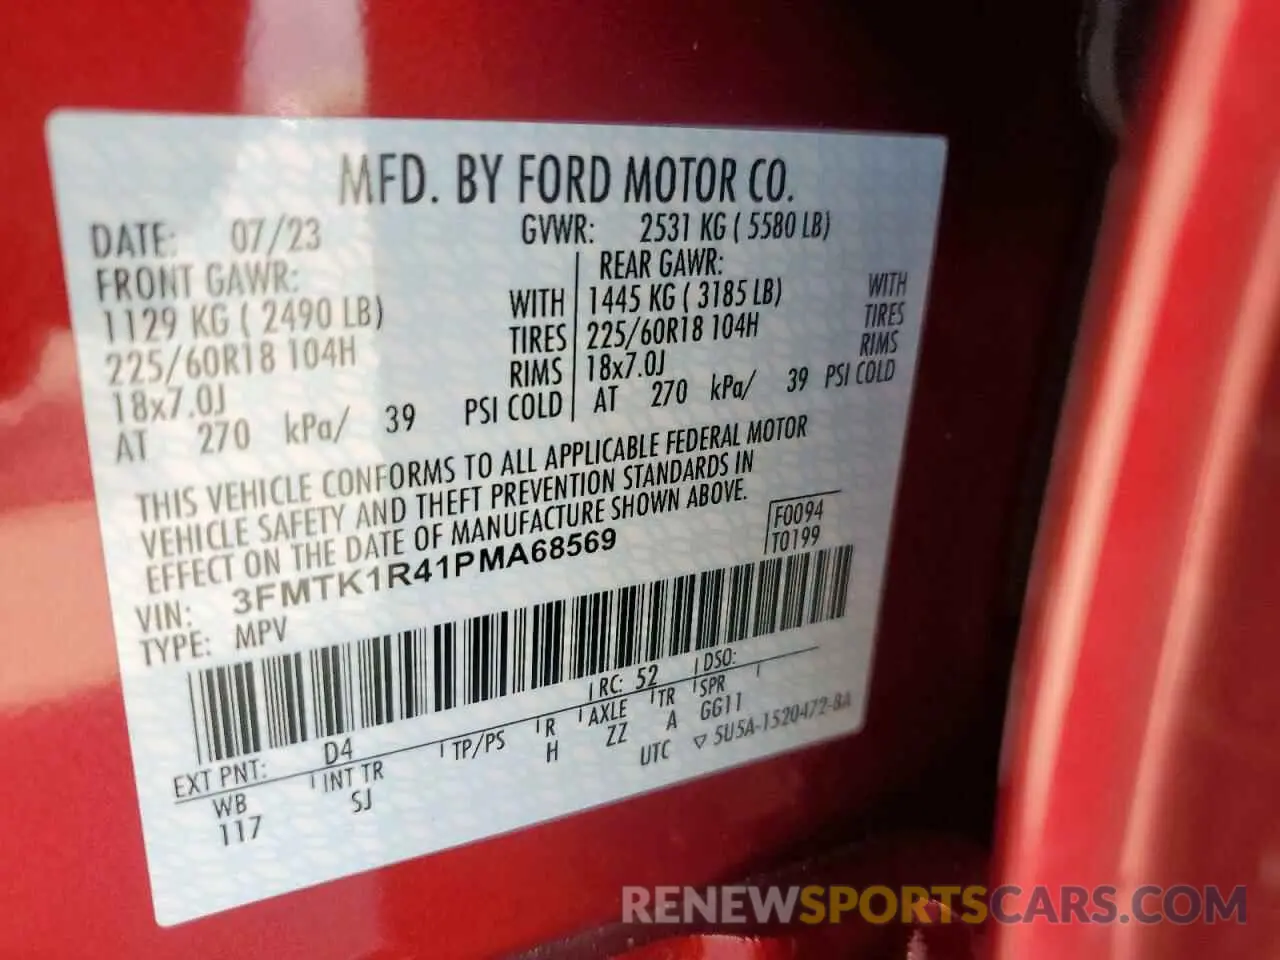 MFD. BY FORD MOTOR CO.
DATE: 07/23 GVWR: 2531 KG ( 5580 LB)
FRONT GAWR: REAR GAWR:
1129 KG ( 2490 LB) WITH 1445 KG ( 3185 LB) WITH
225/60R18 104H TIRES 225/60R18 104H TIRES
18x7.0J RIMS 18x7.0J RIMS
AT 270 kPa/ 39 PSI COLD AT 270 kPa/ 39 PSI COLD
THIS VEHICLE CONFORMS TO ALL APPLICABLE FEDERAL MOTOR
VEHICLE SAFETY AND THEFT PREVENTION STANDARDS IN
EFFECT ON THE DATE OF MANUFACTURE SHOWN ABOVE.
VIN: 3FMTK1R41PMA68569 F0094
TYPE: MPV T0199
EXT PNT: D4 RC: 52 DSO:
WB INT TR TP/PS R AXLE TR SPR
117 SJ H ZZ A GG11
UTC ▽ 5U5A-1520472-BA
RENEWSPORTSCARS.COM